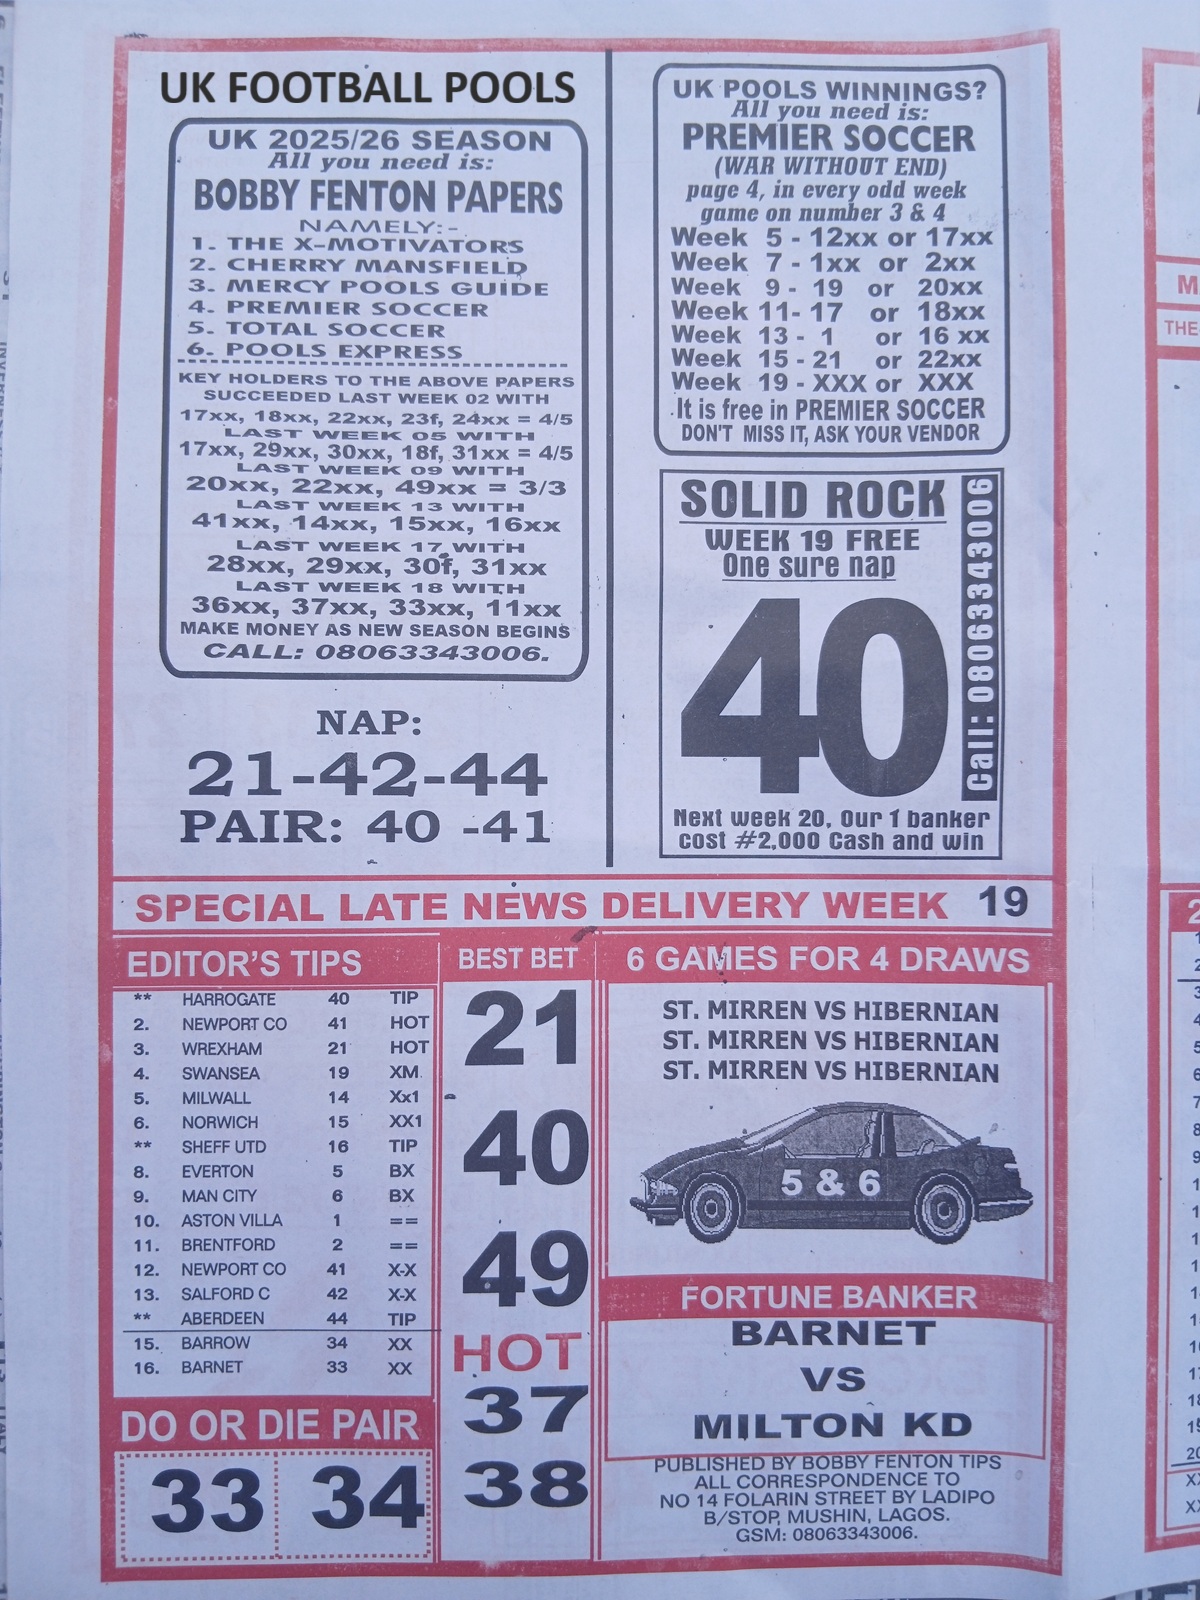 UK FOOTBALL POOLS
UK 2025/26 SEASON
All you need is:
BOBBY FENTON PAPERS
NAMELY:-
1. THE X-MOTIVATORS
2. CHERRY MANSFIELD
3. MERCY POOLS GUIDE
4. PREMIER SOCCER
5. TOTAL SOCCER
6. POOLS EXPRESS
KEY HOLDERS TO THE ABOVE PAPERS
SUCCEEDED LAST WEEK 02 WITH
17xx, 18xx, 22xx, 23f, 24xx = 4/5
LAST WEEK 05 WITH
17xx, 29xx, 30xx, 18f, 31xx = 4/5
LAST WEEK 09 WITH
20xx, 22xx, 49xx = 3/3
LAST WEEK 13 WITH
41xx, 14xx, 15xx, 16xx
LAST WEEK 17 WITH
28xx, 29xx, 30f, 31xx
LAST WEEK 18 WITH
36xx, 37xx, 33xx, 11xx
MAKE MONEY AS NEW SEASON BEGINS
CALL: 08063343006.
NAP:
21-42-44
PAIR: 40 -41
UK POOLS WINNINGS?
All you need is:
PREMIER SOCCER
(WAR WITHOUT END)
page 4, in every odd week
game on number 3 & 4
Week 5 - 12xx or 17xx
Week 7 - 1xx or 2xx
Week 9 - 19 or 20xx
Week 11- 17 or 18xx
Week 13 - 1 or 16 xx
Week 15 - 21 or 22xx
Week 19 - XXX or XXX
It is free in PREMIER SOCCER
DON'T MISS IT, ASK YOUR VENDOR
SOLID ROCK
WEEK 19 FREE
One sure nap
40
Call: 08063343006
Next week 20, Our 1 banker
cost #2,000 Cash and win
SPECIAL LATE NEWS DELIVERY WEEK 19
EDITOR'S TIPS
** HARROGATE 40 TIP
2. NEWPORT CO 41 HOT
3. WREXHAM 21 HOT
4. SWANSEA 19 XM
5. MILWALL 14 Xx1
6. NORWICH 15 XX1
** SHEFF UTD 16 TIP
8. EVERTON 5 BX
9. MAN CITY 6 BX
10. ASTON VILLA 1 ==
11. BRENTFORD 2 ==
12. NEWPORT CO 41 X-X
13. SALFORD C 42 X-X
** ABERDEEN 44 TIP
15. BARROW 34 XX
16. BARNET 33 XX
DO OR DIE PAIR
33 34
BEST BET
21
40
49
HOT
37
38
6 GAMES FOR 4 DRAWS
ST. MIRREN VS HIBERNIAN
ST. MIRREN VS HIBERNIAN
ST. MIRREN VS HIBERNIAN
5 & 6
FORTUNE BANKER
BARNET
VS
MILTON KD
PUBLISHED BY BOBBY FENTON TIPS
ALL CORRESPONDENCE TO
NO 14 FOLARIN STREET BY LADIPO
B/STOP, MUSHIN, LAGOS.
GSM: 08063343006.